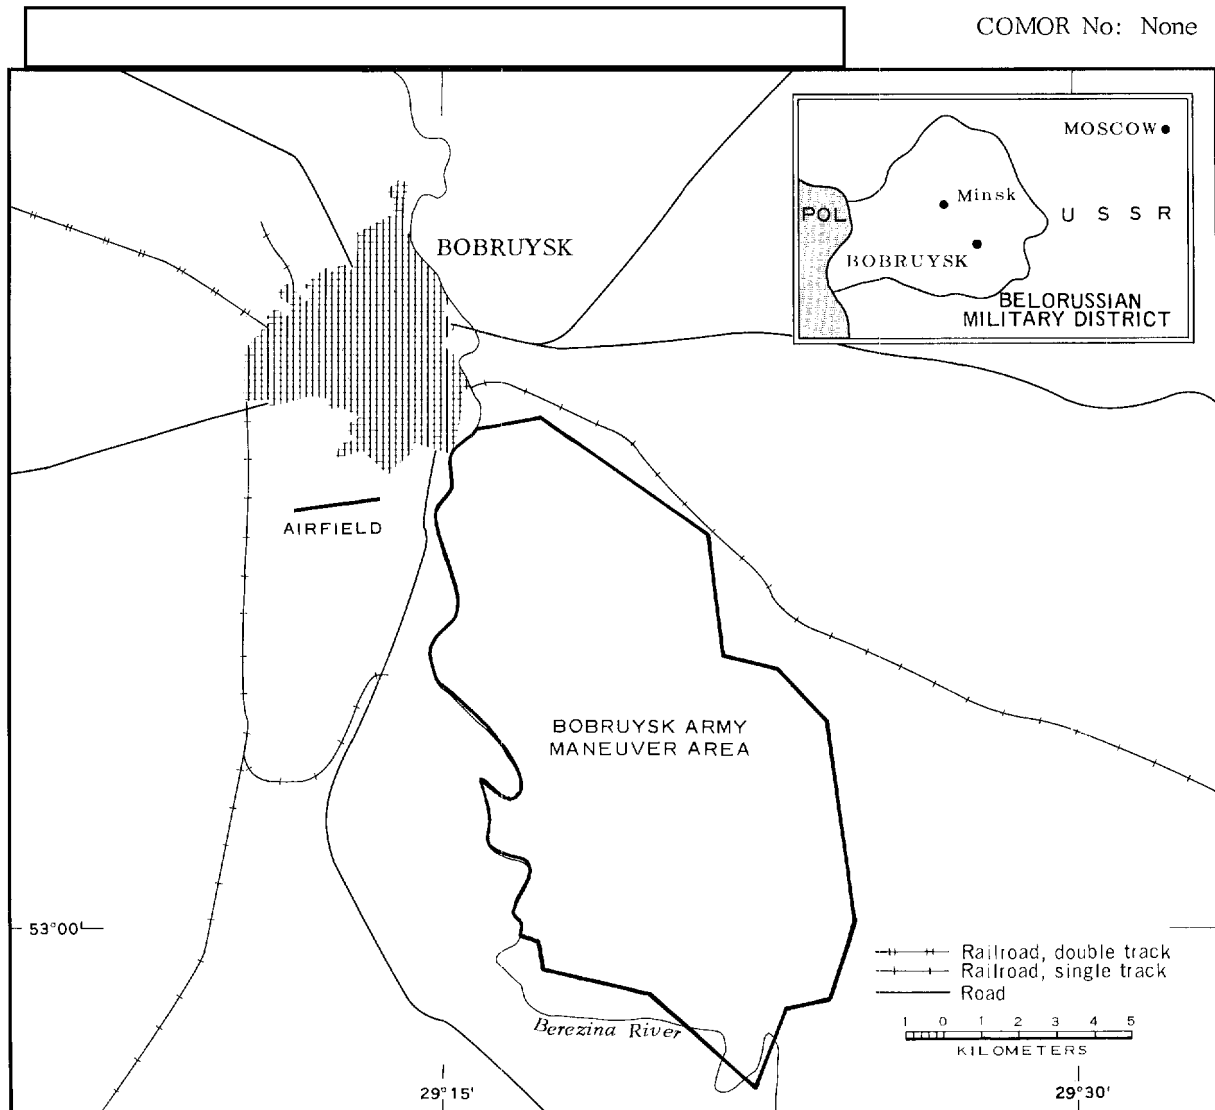 COMOR No: None
MOSCOW
Minsk
POL
U S S R
BOBRUYSK
BELORUSSIAN
MILITARY DISTRICT
BOBRUYSK
AIRFIELD
BOBRUYSK ARMY
MANEUVER AREA
53°00'
Railroad, double track
Railroad, single track
Road
Berezina River
1 0 1 2 3 4 5
KILOMETERS
29°15'
29°30'